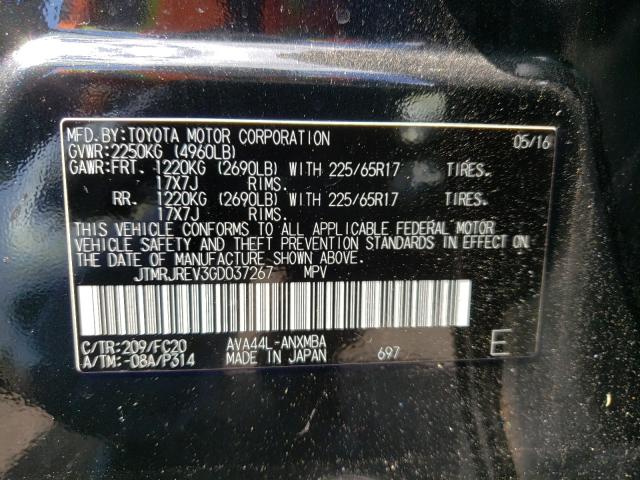 MFD.BY:TOYOTA MOTOR CORPORATION 05/16
GVWR:2250KG (4960LB)
GAWR:FRT. 1220KG (2690LB) WITH 225/65R17 TIRES.
17X7J RIMS.
RR. 1220KG (2690LB) WITH 225/65R17 TIRES.
17X7J RIMS.
THIS VEHICLE CONFORMS TO ALL APPLICABLE FEDERAL MOTOR
VEHICLE SAFETY AND THEFT PREVENTION STANDARDS IN EFFECT ON
THE DATE OF MANUFACTURE SHOWN ABOVE.
JTMRJREV3GD037267 MPV
C/TR:209/FC20 AVA44L-ANXMBA
A/TM:-08A/P314 MADE IN JAPAN 697 E